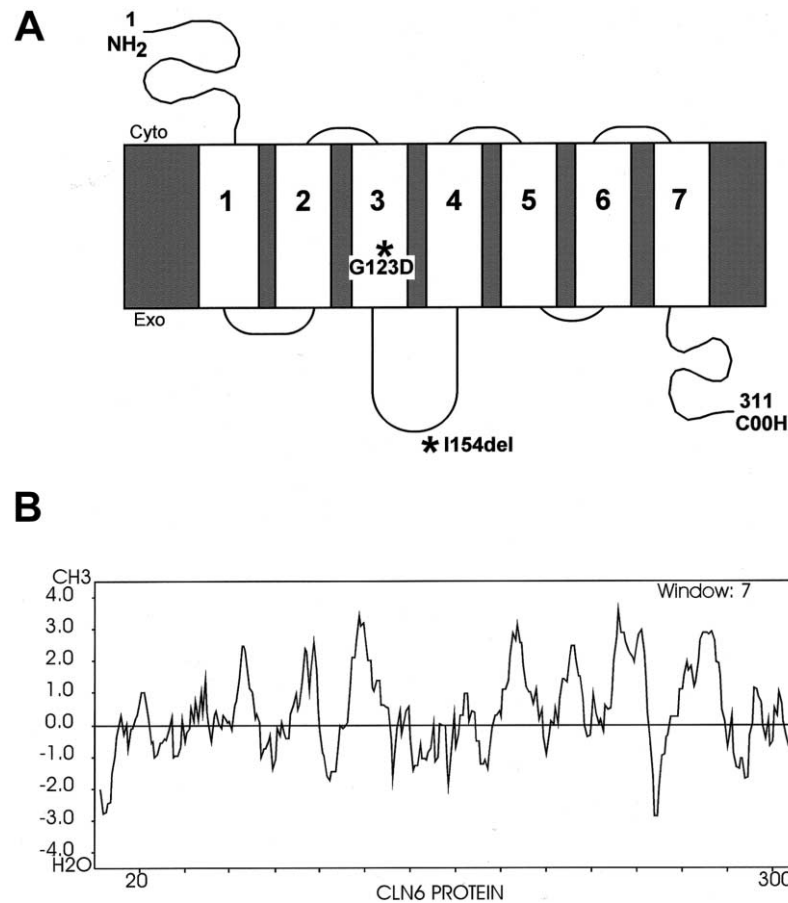 A
1
NH2
Cyto
1 2 3 4 5 6 7
*
G123D
Exo
311
C00H
* I154del
B
CH3
Window: 7
4.0
3.0
2.0
1.0
0.0
-1.0
-2.0
-3.0
-4.0
H2O
20 300
CLN6 PROTEIN